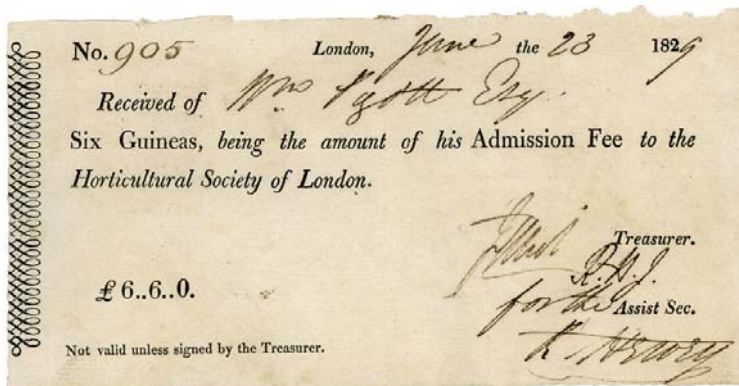 No. 905 London, June the 23 1829
Received of Wm Pigott Esq.
Six Guineas, being the amount of his Admission Fee to the
Horticultural Society of London.
Treasurer.
£ 6..6..0.
for the Assist Sec.
Not valid unless signed by the Treasurer.